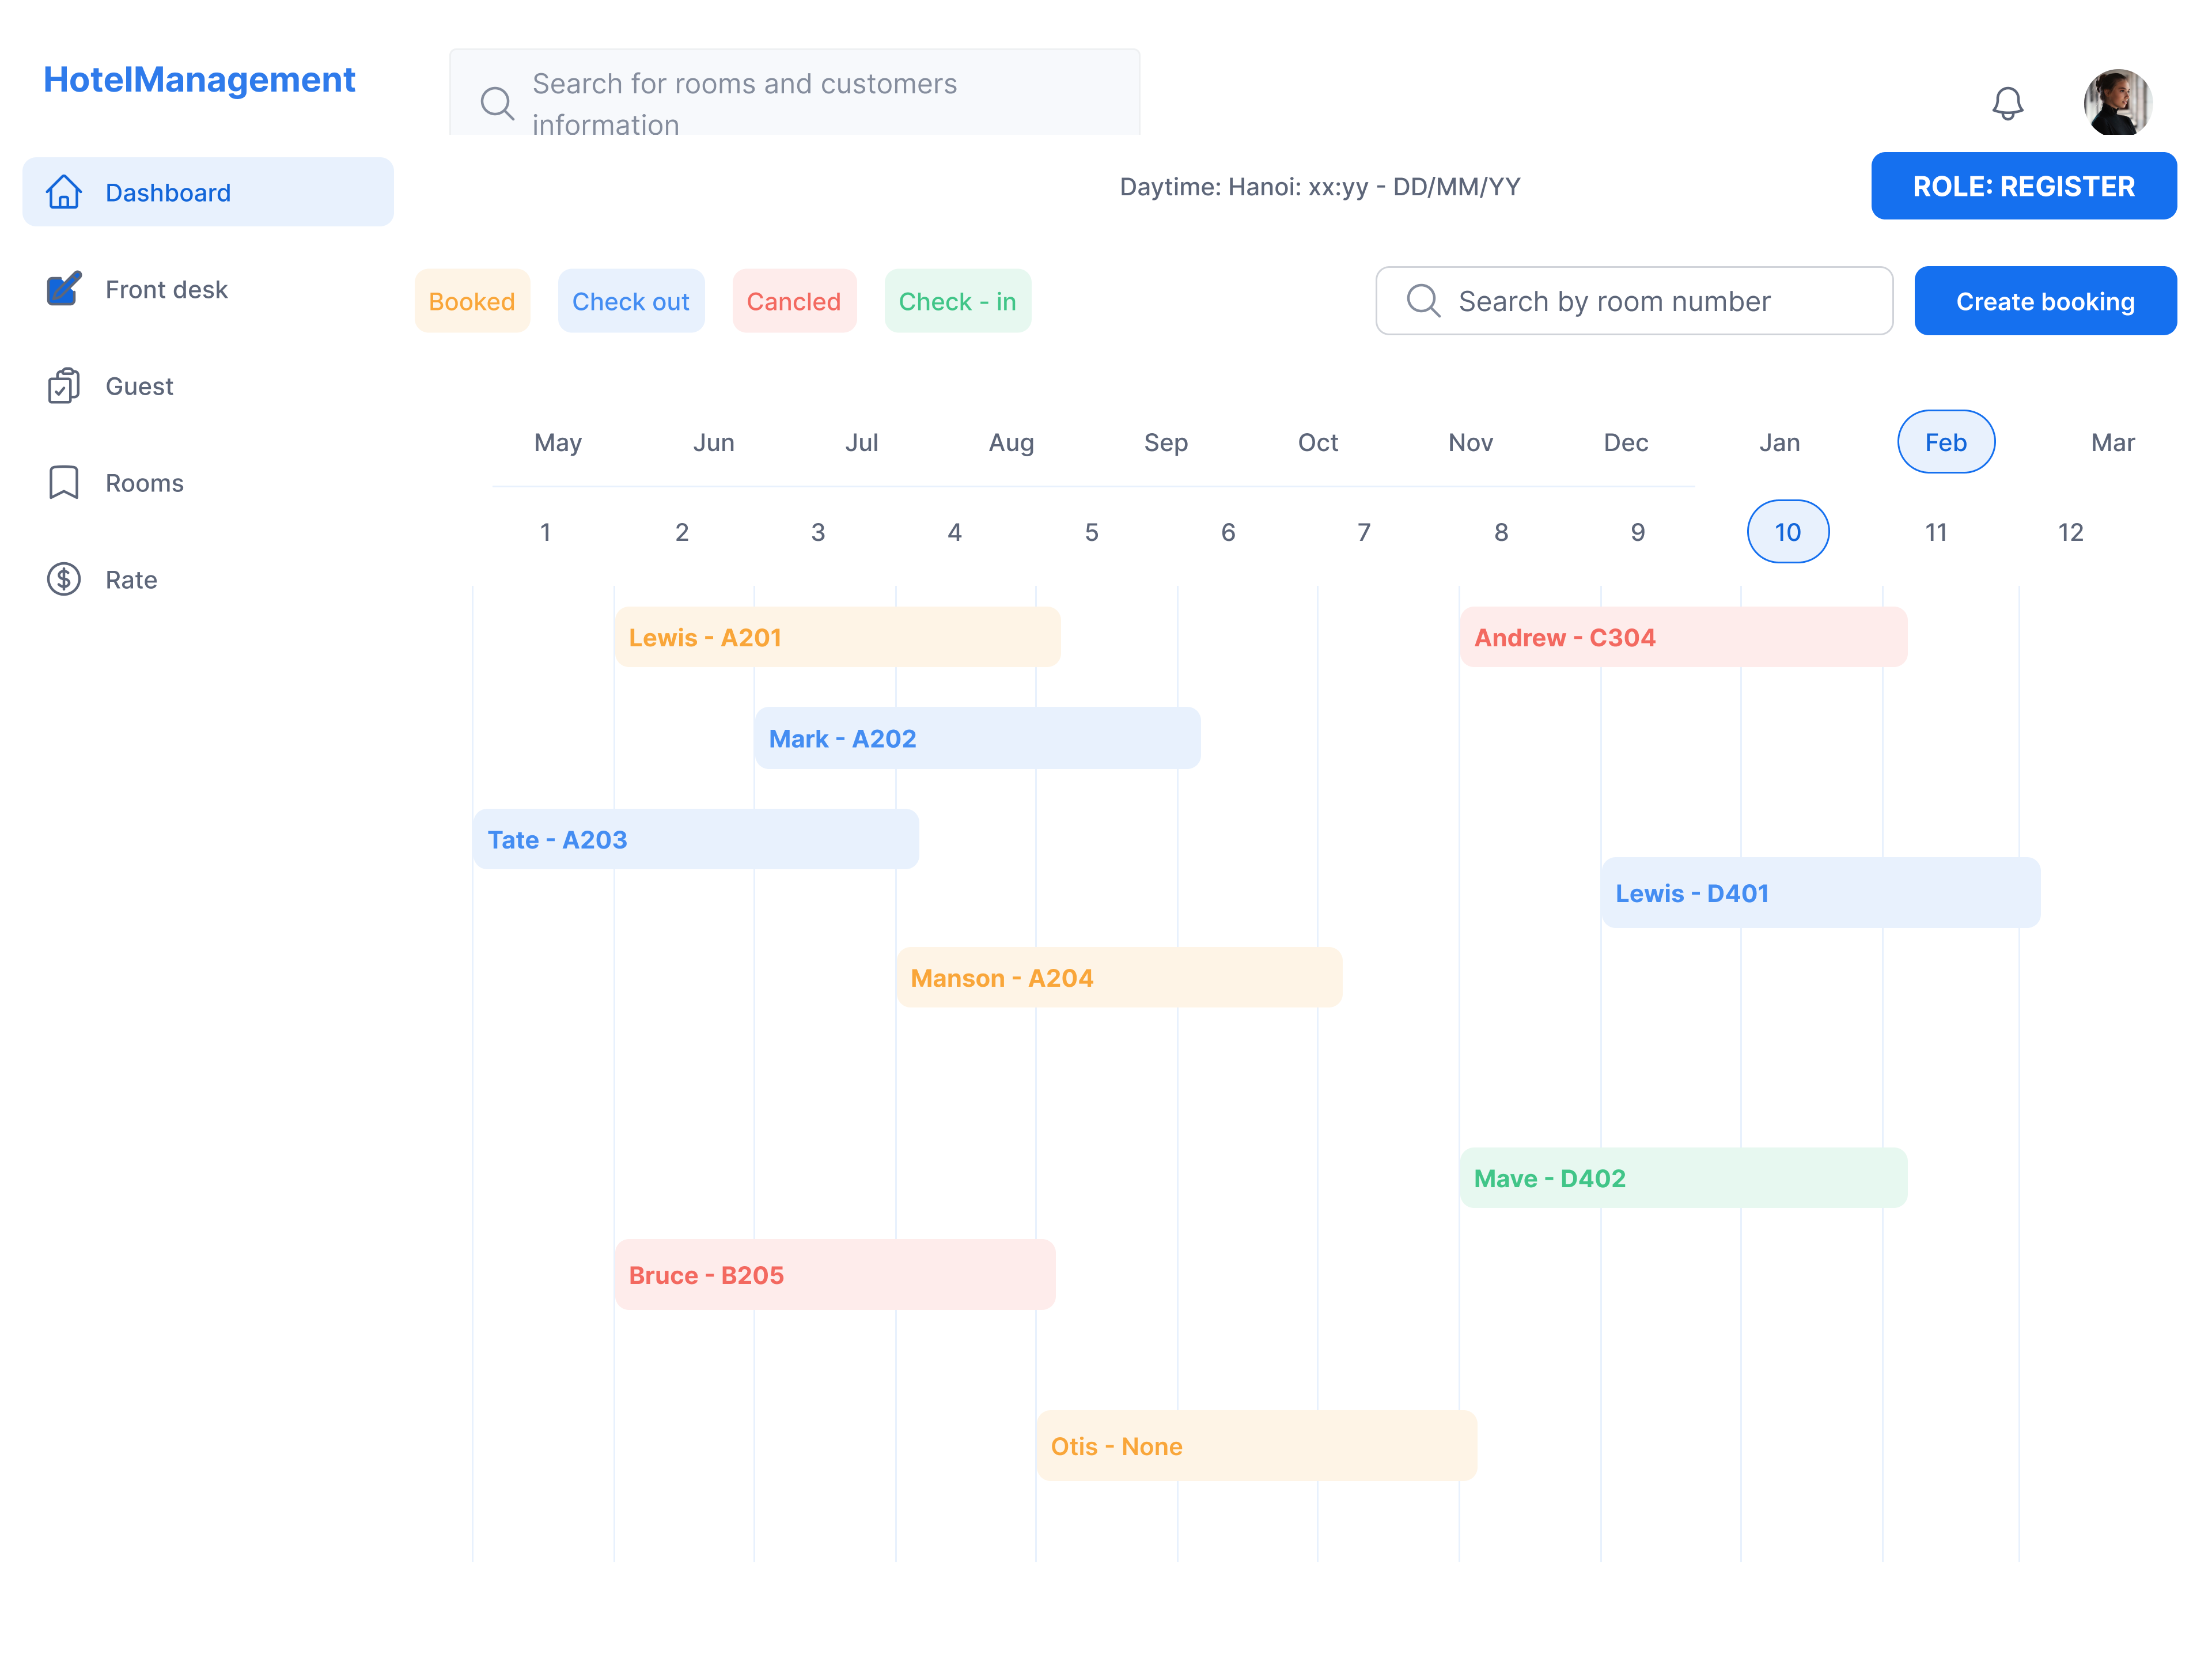 HotelManagement
Search for rooms and customers
information
Dashboard
Daytime: Hanoi: xx:yy - DD/MM/YY
ROLE: REGISTER
Front desk
Booked
Check out
Cancled
Check - in
Search by room number
Create booking
Guest
Rooms
Rate
May Jun Jul Aug Sep Oct Nov Dec Jan Feb Mar
1 2 3 4 5 6 7 8 9 10 11 12
Lewis - A201
Andrew - C304
Mark - A202
Tate - A203
Lewis - D401
Manson - A204
Mave - D402
Bruce - B205
Otis - None